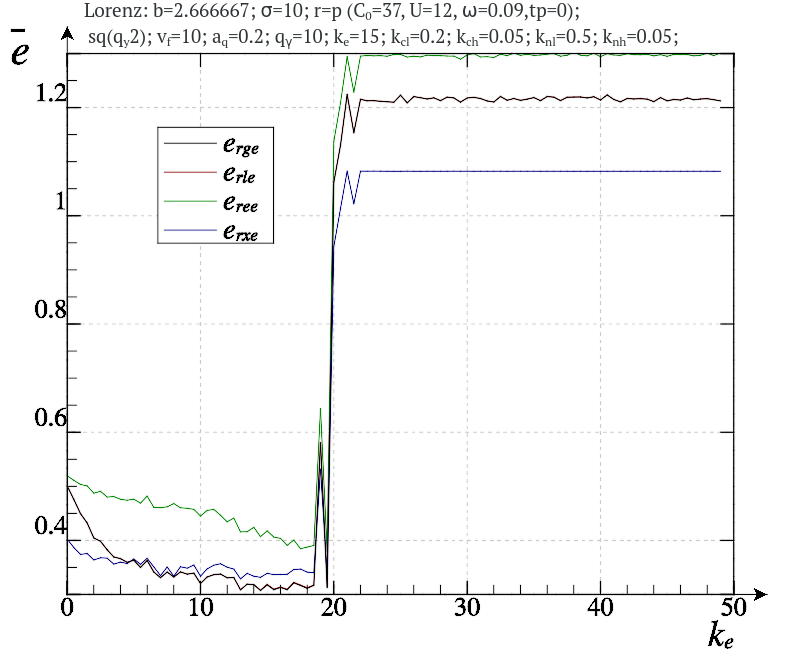 Lorenz: b=2.666667; σ=10; r=p (C₀=37, U=12, ω=0.09,tp=0);
sq(q_y2); v_f=10; a_q=0.2; q_γ=10; k_e=15; k_cl=0.2; k_ch=0.05; k_nl=0.5; k_nh=0.05;
e̅
1.2
e_rge
e_rle
1
e_ree
e_rxe
0.8
0.6
0.4
0 10 20 30 40 50
k_e